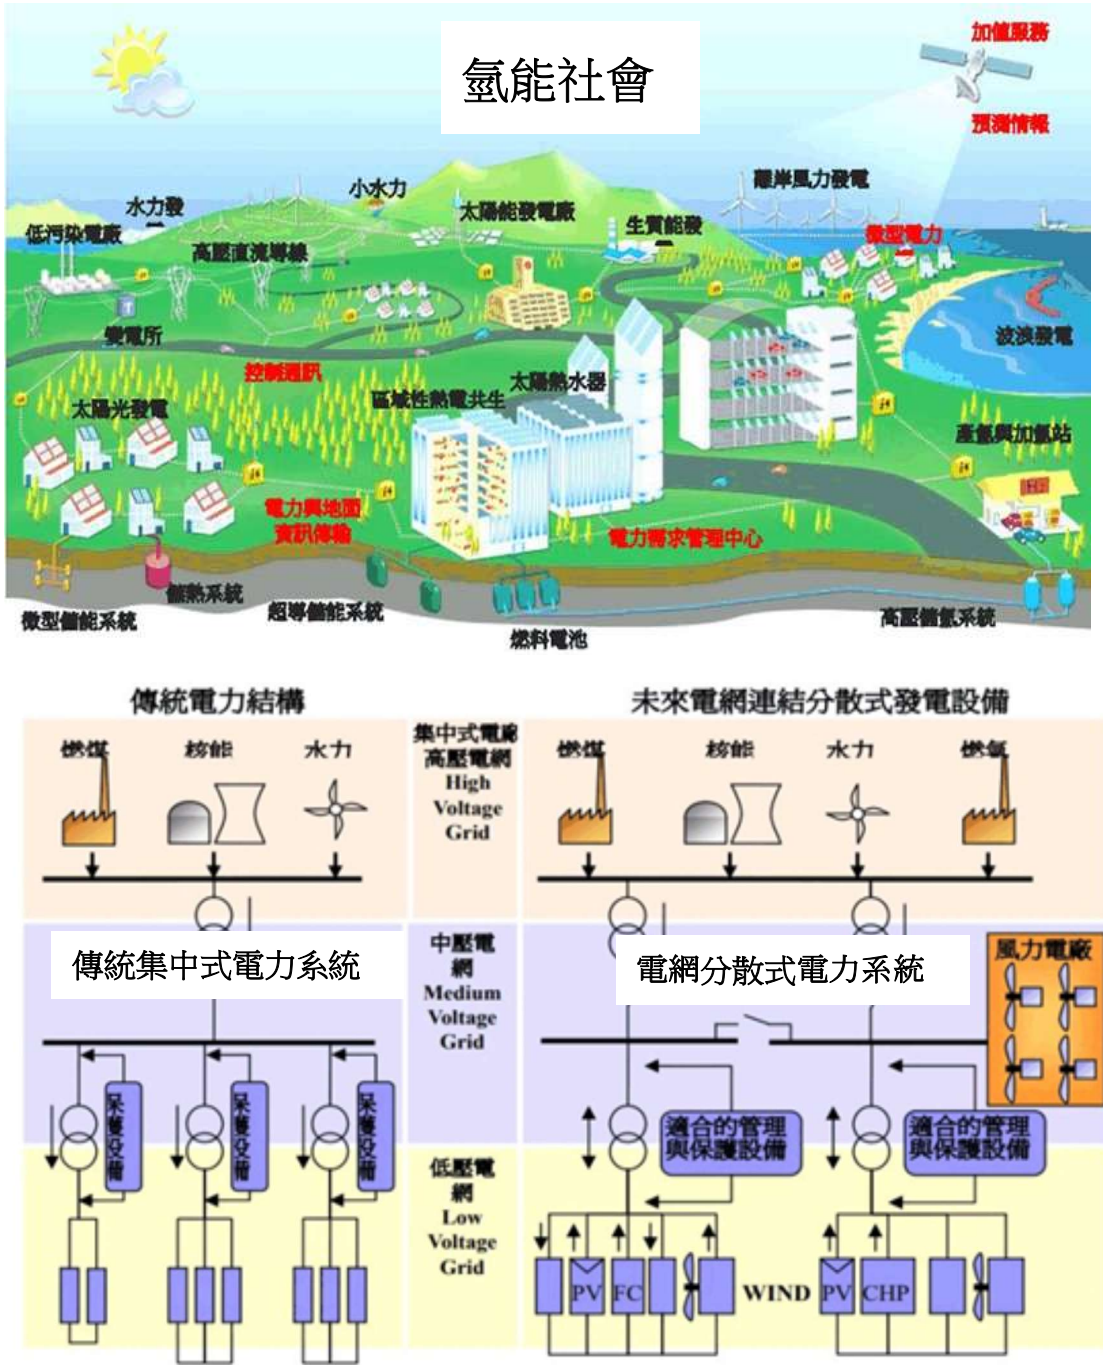 加值服務
氫能社會
預測情報
小水力
離岸風力發電
水力發
太陽能發電廠
生質能發
低污染電廠
微型電力
高壓直流導線
變電所
波浪發電
控制通訊
太陽熱水器
區域性熱電共生
太陽光發電
產氫與加氫站
電力與地面
資訊傳輸
電力需求管理中心
儲熱系統
微型儲能系統
超導儲能系統
高壓儲氫系統
燃料電池
傳統電力結構
未來電網連結分散式發電設備
燃煤
核能
水力
集中式電廠
高壓電網
High
Voltage
Grid
燃煤
核能
水力
燃氫
傳統集中式電力系統
中壓電
網
Medium
Voltage
Grid
電網分散式電力系統
風力電廠
保護設備
保護設備
保護設備
適合的管理
與保護設備
適合的管理
與保護設備
低壓電
網
Low
Voltage
Grid
PV
FC
WIND
PV
CHP